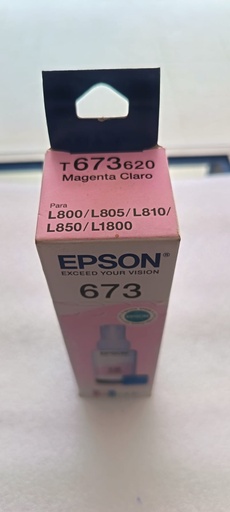 T673620
Magenta Claro
Para
L800/L805/L810/
L850/L1800
EPSON®
EXCEED YOUR VISION
673